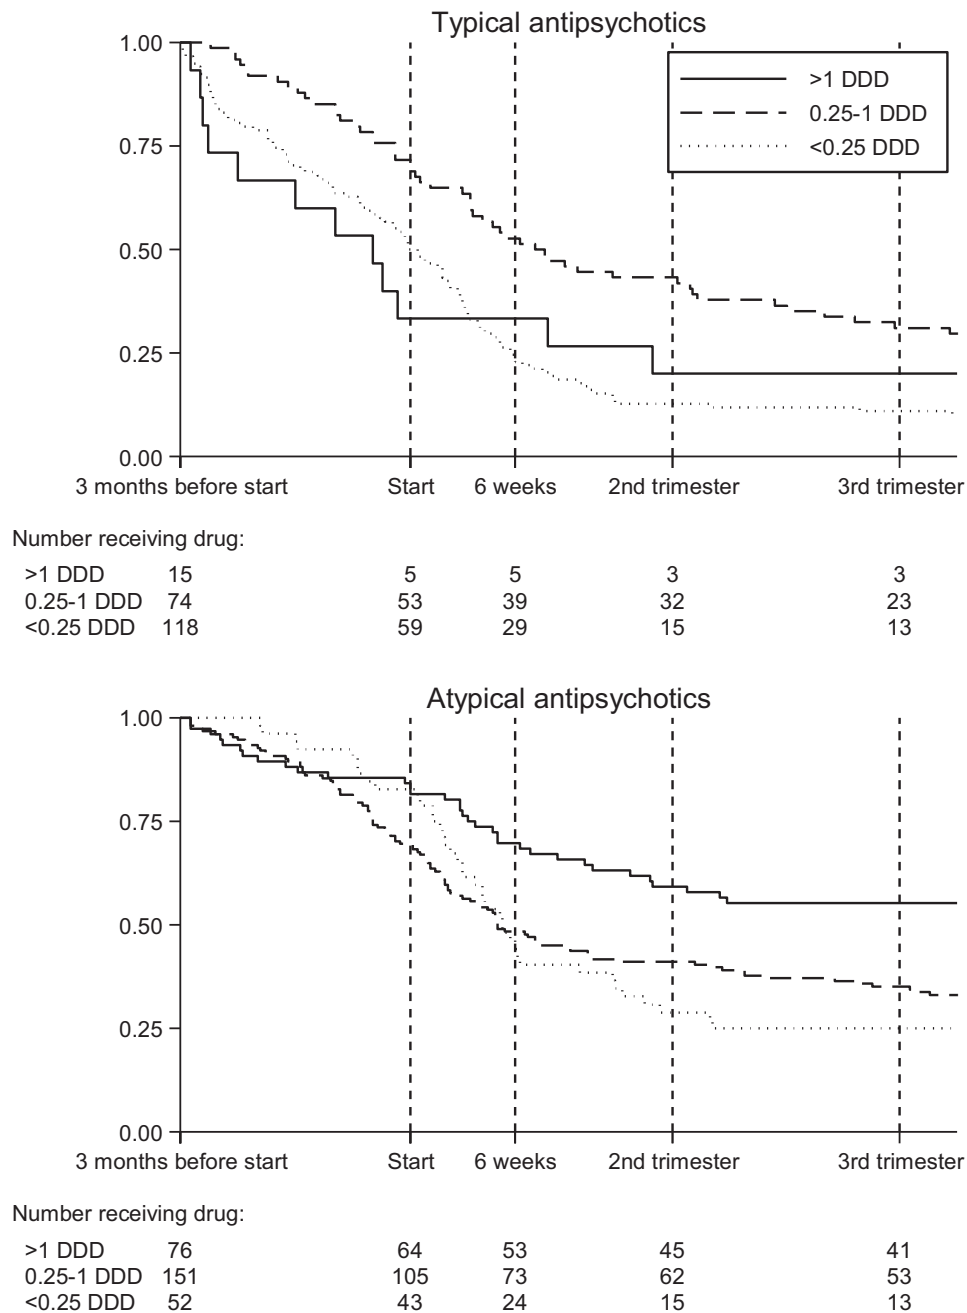 Typical antipsychotics
1.00
0.75
0.50
0.25
0.00
>1 DDD
0.25-1 DDD
<0.25 DDD
3 months before start Start 6 weeks 2nd trimester 3rd trimester
Number receiving drug:
>1 DDD 15 5 5 3 3
0.25-1 DDD 74 53 39 32 23
<0.25 DDD 118 59 29 15 13
Atypical antipsychotics
1.00
0.75
0.50
0.25
0.00
3 months before start Start 6 weeks 2nd trimester 3rd trimester
Number receiving drug:
>1 DDD 76 64 53 45 41
0.25-1 DDD 151 105 73 62 53
<0.25 DDD 52 43 24 15 13